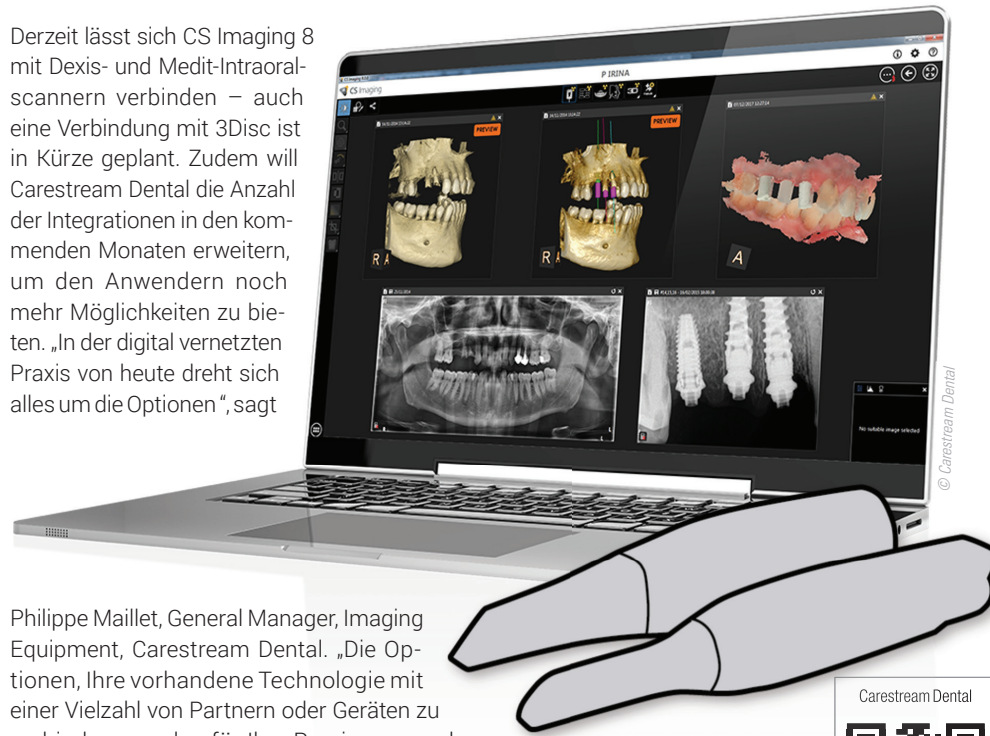 Derzeit lässt sich CS Imaging 8
mit Dexis- und Medit-Intraoral-
scannern verbinden – auch
eine Verbindung mit 3Disc ist
in Kürze geplant. Zudem will
Carestream Dental die Anzahl
der Integrationen in den kom-
menden Monaten erweitern,
um den Anwendern noch
mehr Möglichkeiten zu bie-
ten. „In der digital vernetzten
Praxis von heute dreht sich
alles um die Optionen “, sagt
CS Imaging
P IRINA
PREVIEW
PREVIEW
R A
R A
A
No suitable image selected
© Carestream Dental
Philippe Maillet, General Manager, Imaging
Equipment, Carestream Dental. „Die Op-
tionen, Ihre vorhandene Technologie mit
einer Vielzahl von Partnern oder Geräten zu
Carestream Dental